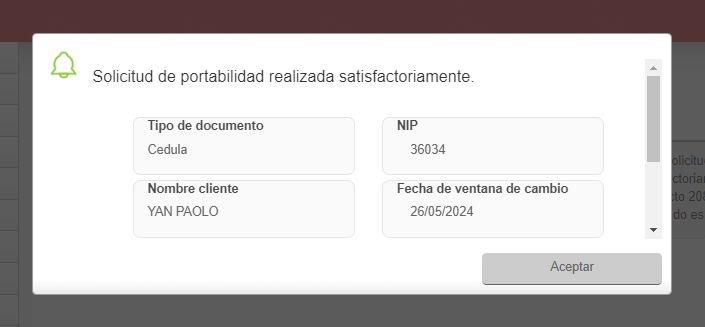 Solicitud de portabilidad realizada satisfactoriamente.
Tipo de documento
NIP
Cedula
36034
Nombre cliente
Fecha de ventana de cambio
YAN PAOLO
26/05/2024
Aceptar